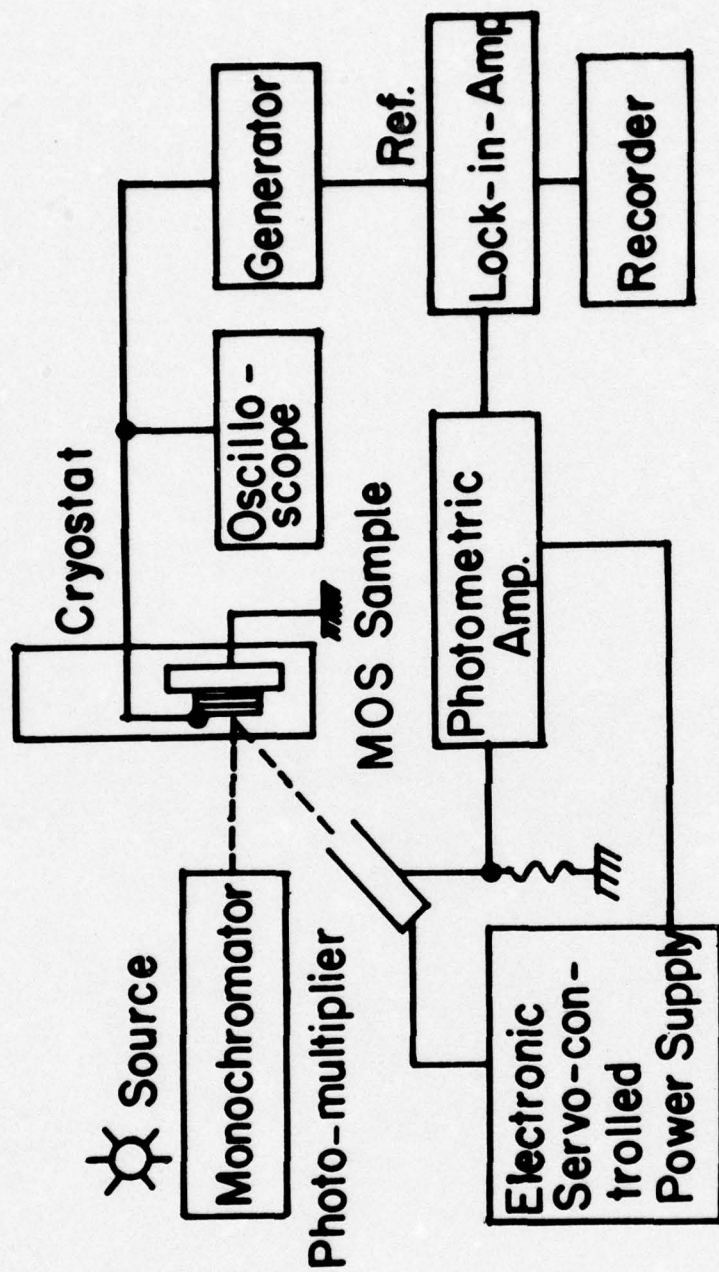 Source
Monochromator
Photo-multiplier
Electronic
Servo-con-
trolled
Power Supply
Cryostat
MOS Sample
Photometric
Amp.
Oscillo-
scope
Generator
Ref.
Lock-in-Amp
Recorder